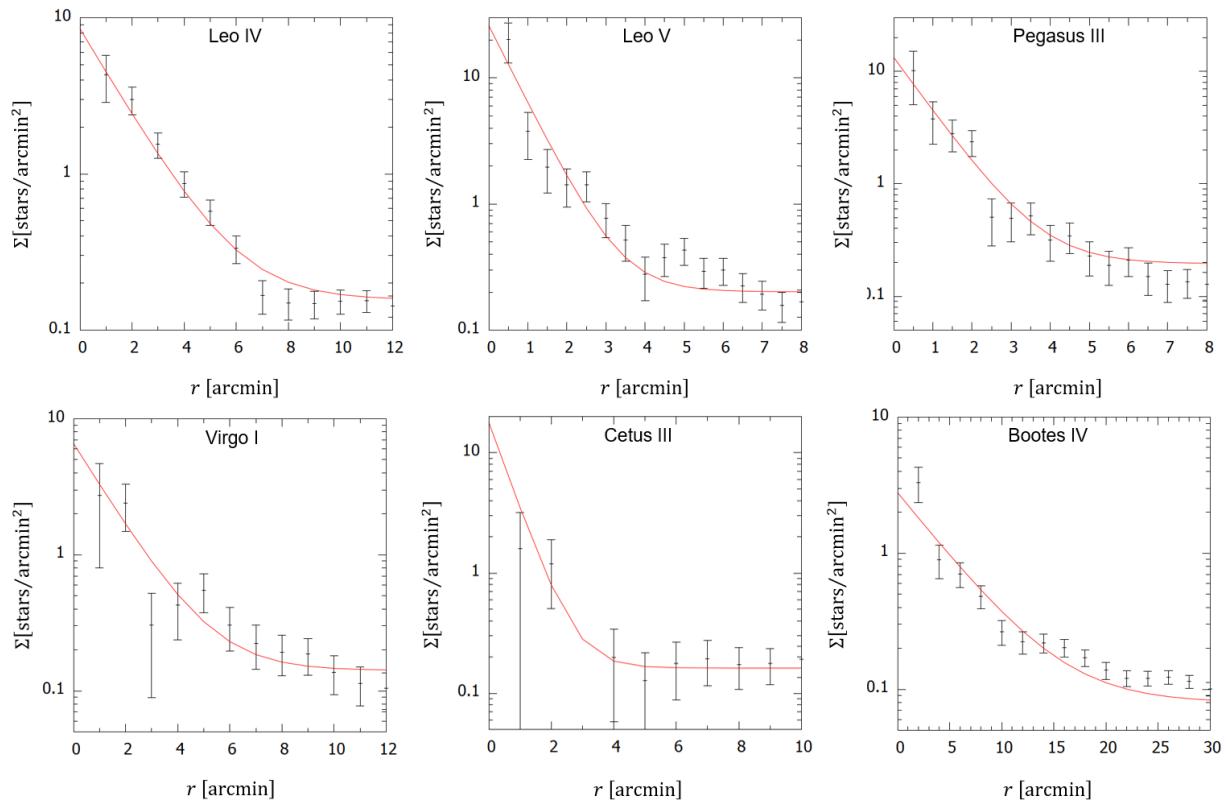 Leo IV
Σ[stars/arcmin²]
10
1
0.1
0 2 4 6 8 10 12
r [arcmin]
Leo V
Σ[stars/arcmin²]
10
1
0.1
0 1 2 3 4 5 6 7 8
r [arcmin]
Pegasus III
Σ[stars/arcmin²]
10
1
0.1
0 1 2 3 4 5 6 7 8
r [arcmin]
Virgo I
Σ[stars/arcmin²]
10
1
0.1
0 2 4 6 8 10 12
r [arcmin]
Cetus III
Σ[stars/arcmin²]
10
1
0.1
0 2 4 6 8 10
r [arcmin]
Bootes IV
Σ[stars/arcmin²]
10
1
0.1
0 5 10 15 20 25 30
r [arcmin]